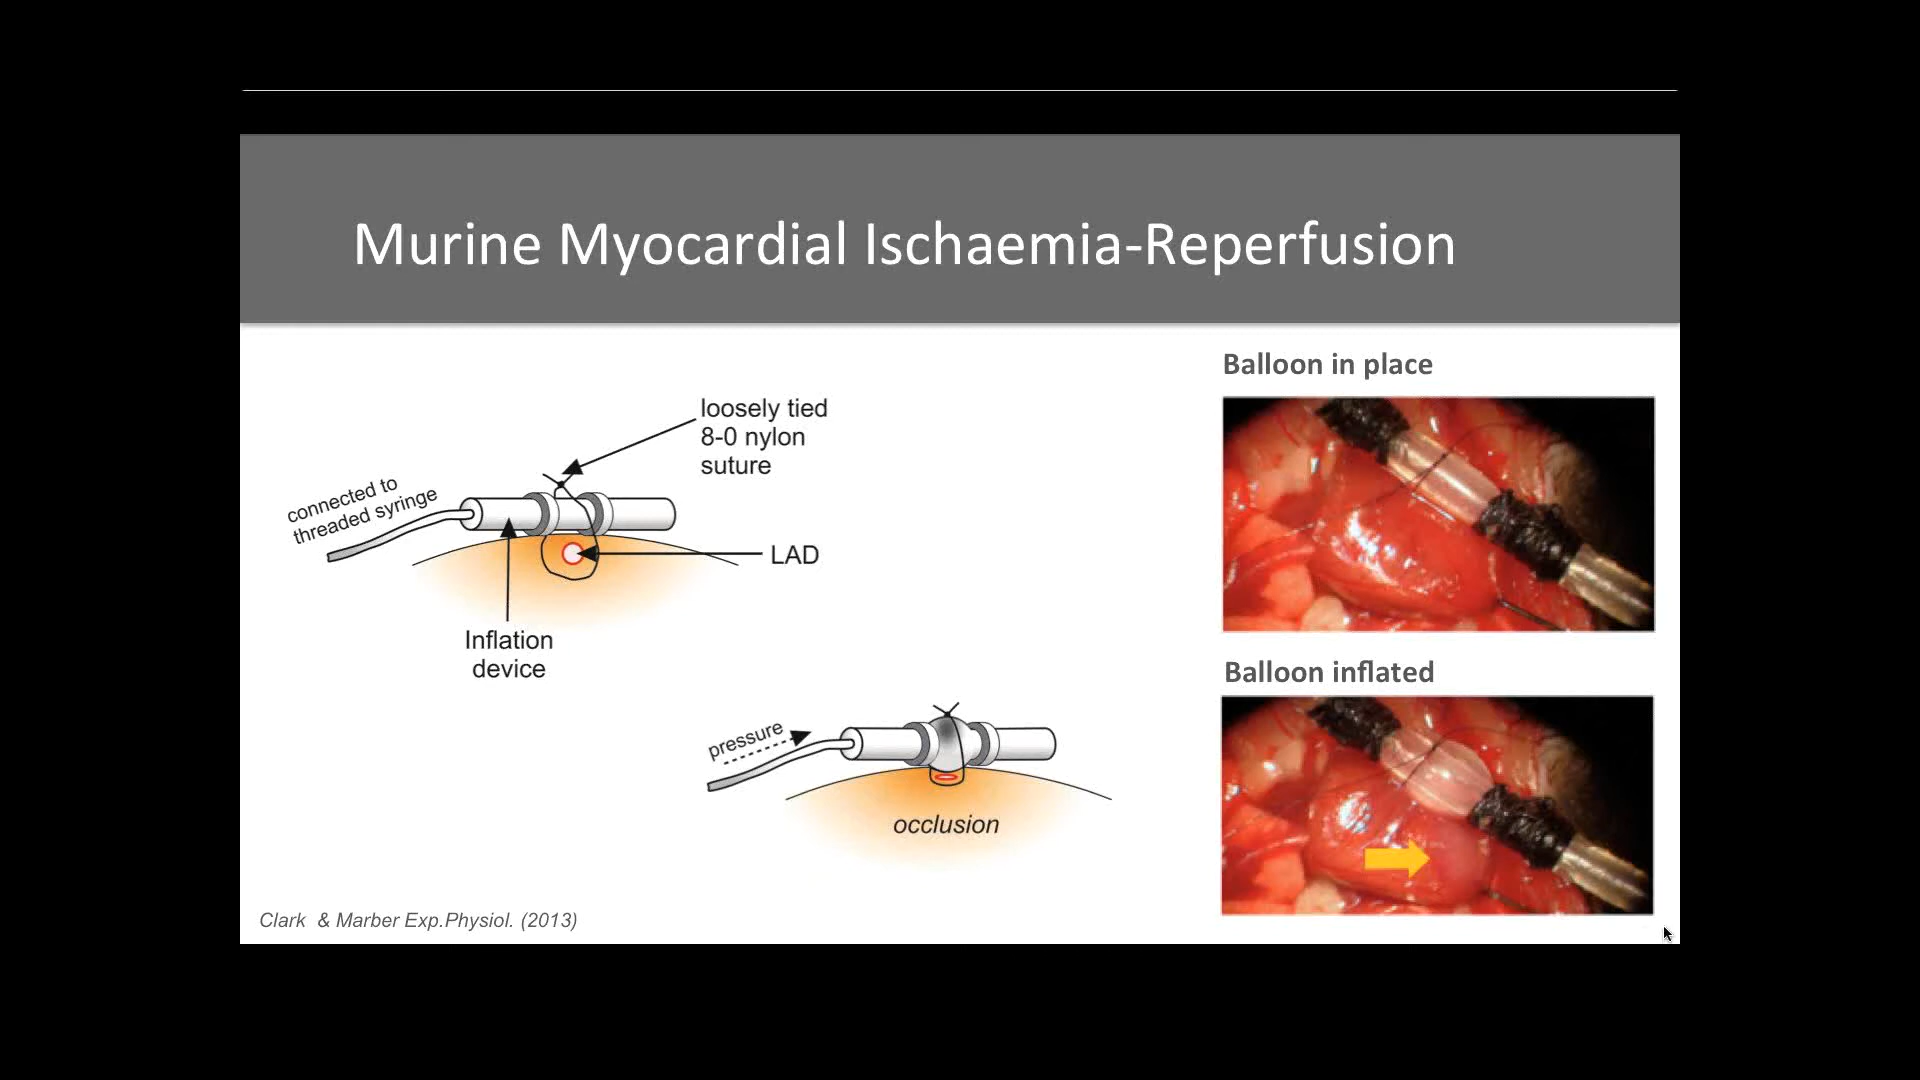 Murine Myocardial Ischaemia-Reperfusion
loosely tied
8-0 nylon
suture
connected to
threaded syringe
LAD
Inflation
device
pressure
occlusion
Balloon in place
Balloon inflated
Clark & Marber Exp.Physiol. (2013)